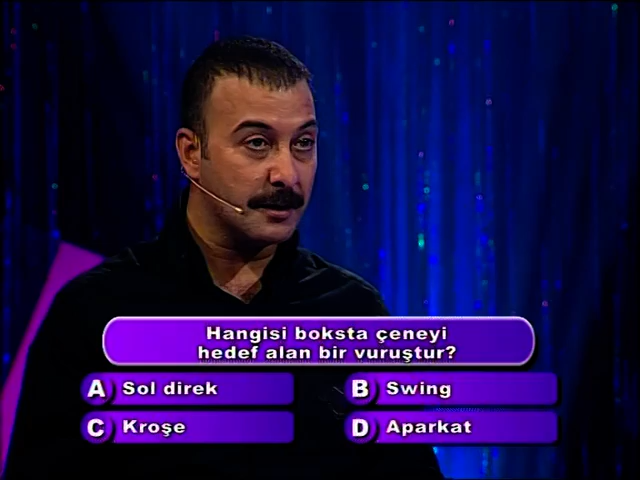 Hangisi boksta çeneyi
hedef alan bir vuruştur?
A Sol direk
B Swing
C Kroşe
D Aparkat